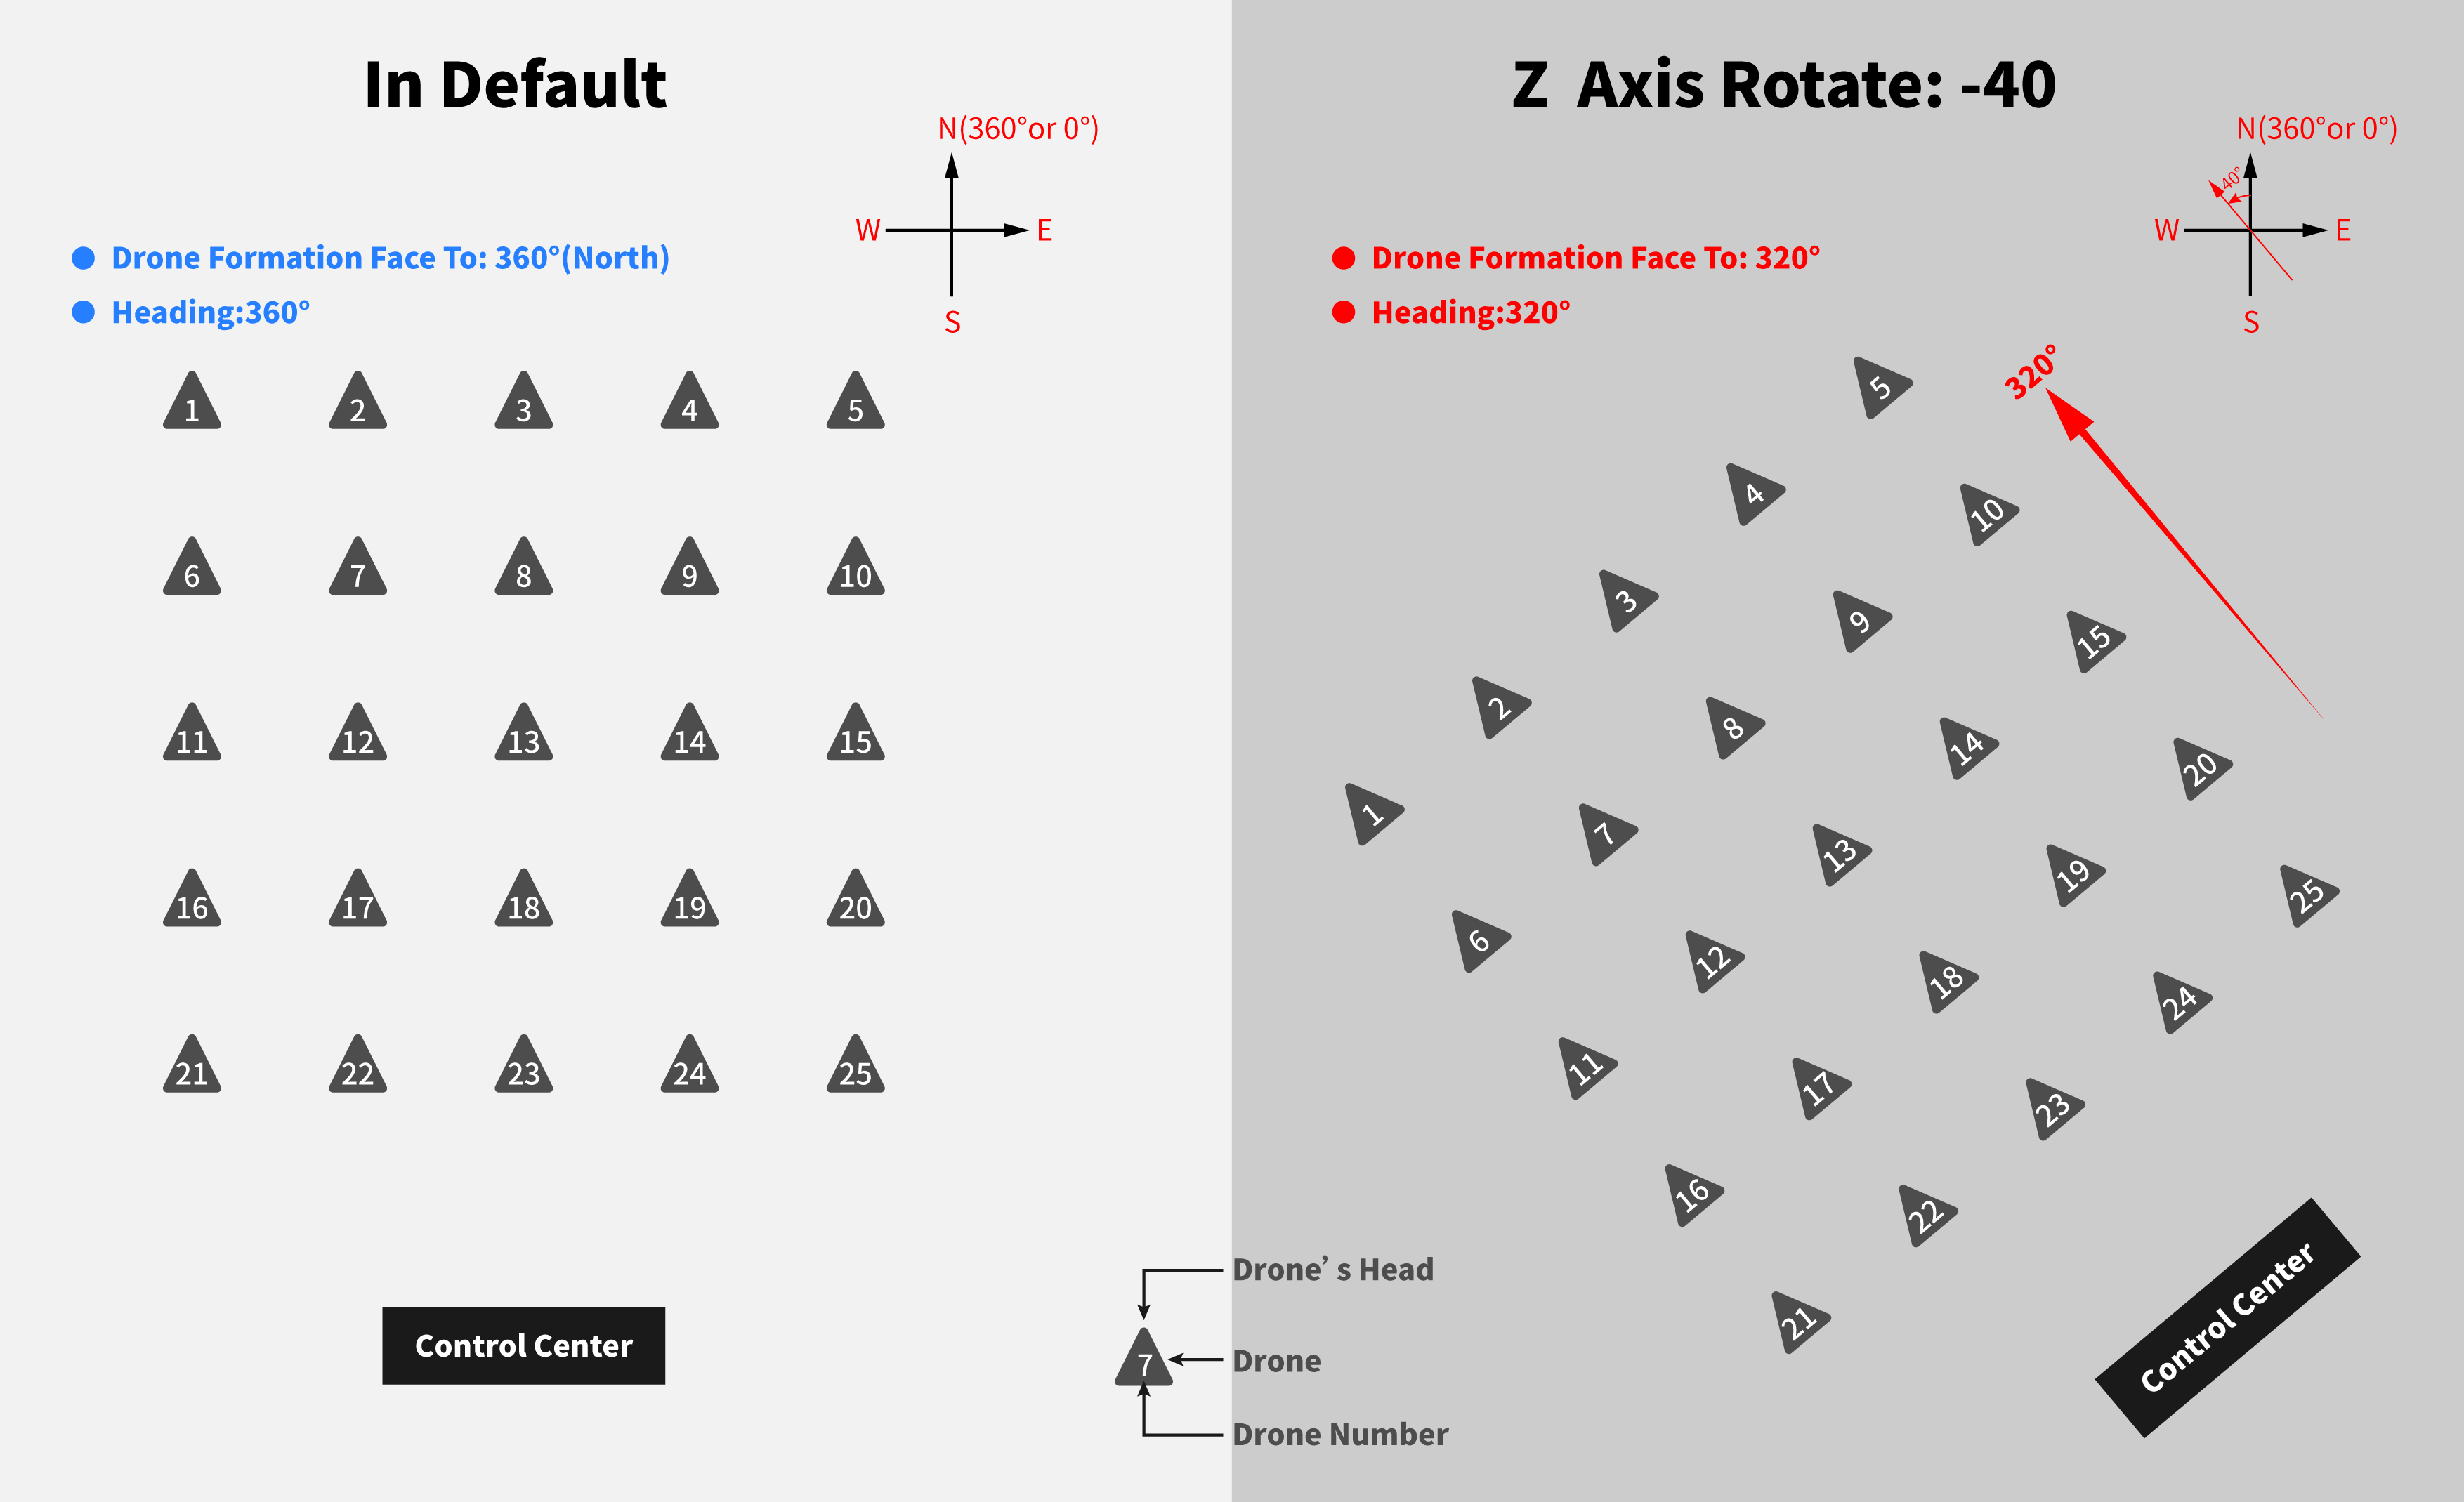 In Default
N(360°or 0°)
W
E
S
Drone Formation Face To: 360°(North)
Heading:360°
1 2 3 4 5
6 7 8 9 10
11 12 13 14 15
16 17 18 19 20
21 22 23 24 25
Control Center
Drone’ s Head
7
Drone
Drone Number
Z Axis Rotate: -40
N(360°or 0°)
40°
W
E
S
Drone Formation Face To: 320°
Heading:320°
320°
1 2 3 4 5
6 7 8 9 10
11 12 13 14 15
16 17 18 19 20
21 22 23 24 25
Control Center